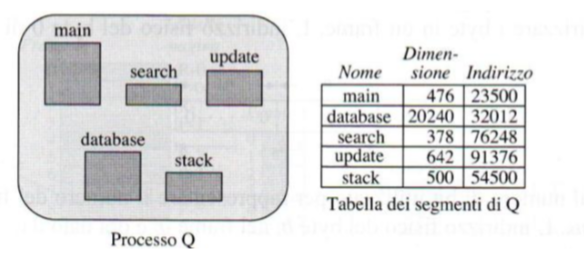 main
search
update
database
stack
Processo Q
Dimen-
Nome sione Indirizzo
main 476 23500
database 20240 32012
search 378 76248
update 642 91376
stack 500 54500
Tabella dei segmenti di Q